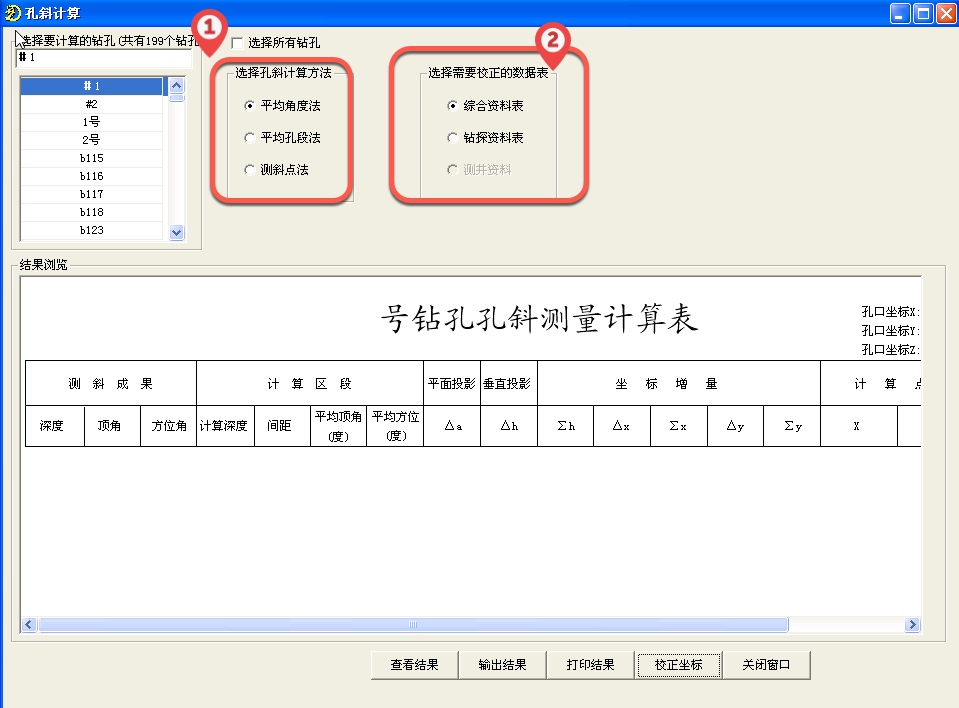 孔斜计算
选择要计算的钻孔(共有199个钻孔
1
选择所有钻孔
2
# 1
# 1
#2
1号
2号
b115
b116
b117
b118
b123
选择孔斜计算方法
平均角度法
平均孔段法
测斜点法
选择需要校正的数据表
综合资料表
钻探资料表
测井资料
结果浏览
号钻孔孔斜测量计算表
孔口坐标X:
孔口坐标Y:
孔口坐标Z:
测 斜 成 果
计 算 区 段
平面投影
垂直投影
坐 标 增 量
计 算 点
深度
顶角
方位角
计算深度
间距
平均顶角
(度)
平均方位
(度)
△a
△h
Σh
△x
Σx
△y
Σy
X
查看结果
输出结果
打印结果
校正坐标
关闭窗口